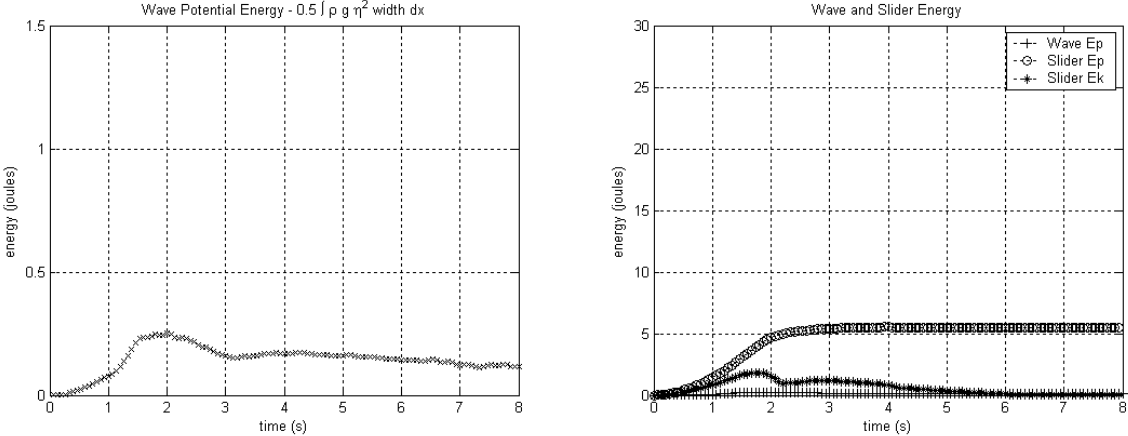 Wave Potential Energy - 0.5 ∫ ρ g η² width dx
1.5
1
0.5
0
energy (joules)
0 1 2 3 4 5 6 7 8
time (s)
Wave and Slider Energy
Wave Ep
Slider Ep
Slider Ek
30
25
20
15
10
5
0
energy (joules)
0 1 2 3 4 5 6 7 8
time (s)